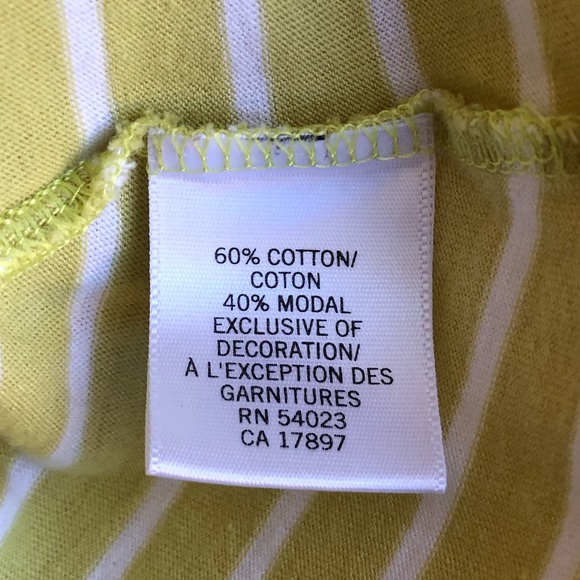 60% COTTON/
COTON
40% MODAL
EXCLUSIVE OF
DECORATION/
À L'EXCEPTION DES
GARNITURES
RN 54023
CA 17897